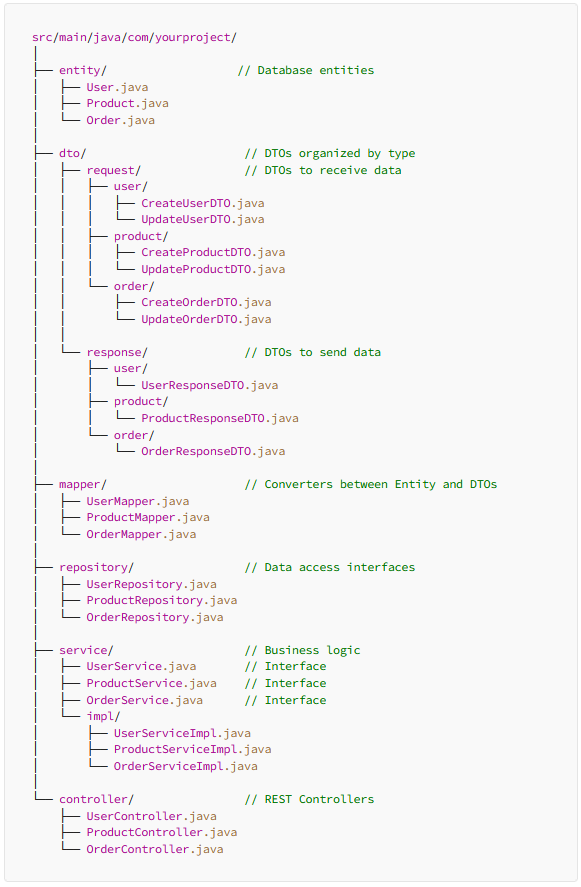 src/main/java/com/yourproject/
│
├── entity/                   // Database entities
│   ├── User.java
│   ├── Product.java
│   └── Order.java
│
├── dto/                       // DTOs organized by type
│   ├── request/               // DTOs to receive data
│   │   ├── user/
│   │   │   ├── CreateUserDTO.java
│   │   │   └── UpdateUserDTO.java
│   │   ├── product/
│   │   │   ├── CreateProductDTO.java
│   │   │   └── UpdateProductDTO.java
│   │   └── order/
│   │       ├── CreateOrderDTO.java
│   │       └── UpdateOrderDTO.java
│   │
│   └── response/              // DTOs to send data
│       ├── user/
│       │   └── UserResponseDTO.java
│       ├── product/
│       │   └── ProductResponseDTO.java
│       └── order/
│           └── OrderResponseDTO.java
│
├── mapper/                    // Converters between Entity and DTOs
│   ├── UserMapper.java
│   ├── ProductMapper.java
│   └── OrderMapper.java
│
├── repository/                // Data access interfaces
│   ├── UserRepository.java
│   ├── ProductRepository.java
│   └── OrderRepository.java
│
├── service/                   // Business logic
│   ├── UserService.java       // Interface
│   ├── ProductService.java    // Interface
│   ├── OrderService.java      // Interface
│   └── impl/
│       ├── UserServiceImpl.java
│       ├── ProductServiceImpl.java
│       └── OrderServiceImpl.java
│
└── controller/                // REST Controllers
    ├── UserController.java
    ├── ProductController.java
    └── OrderController.java